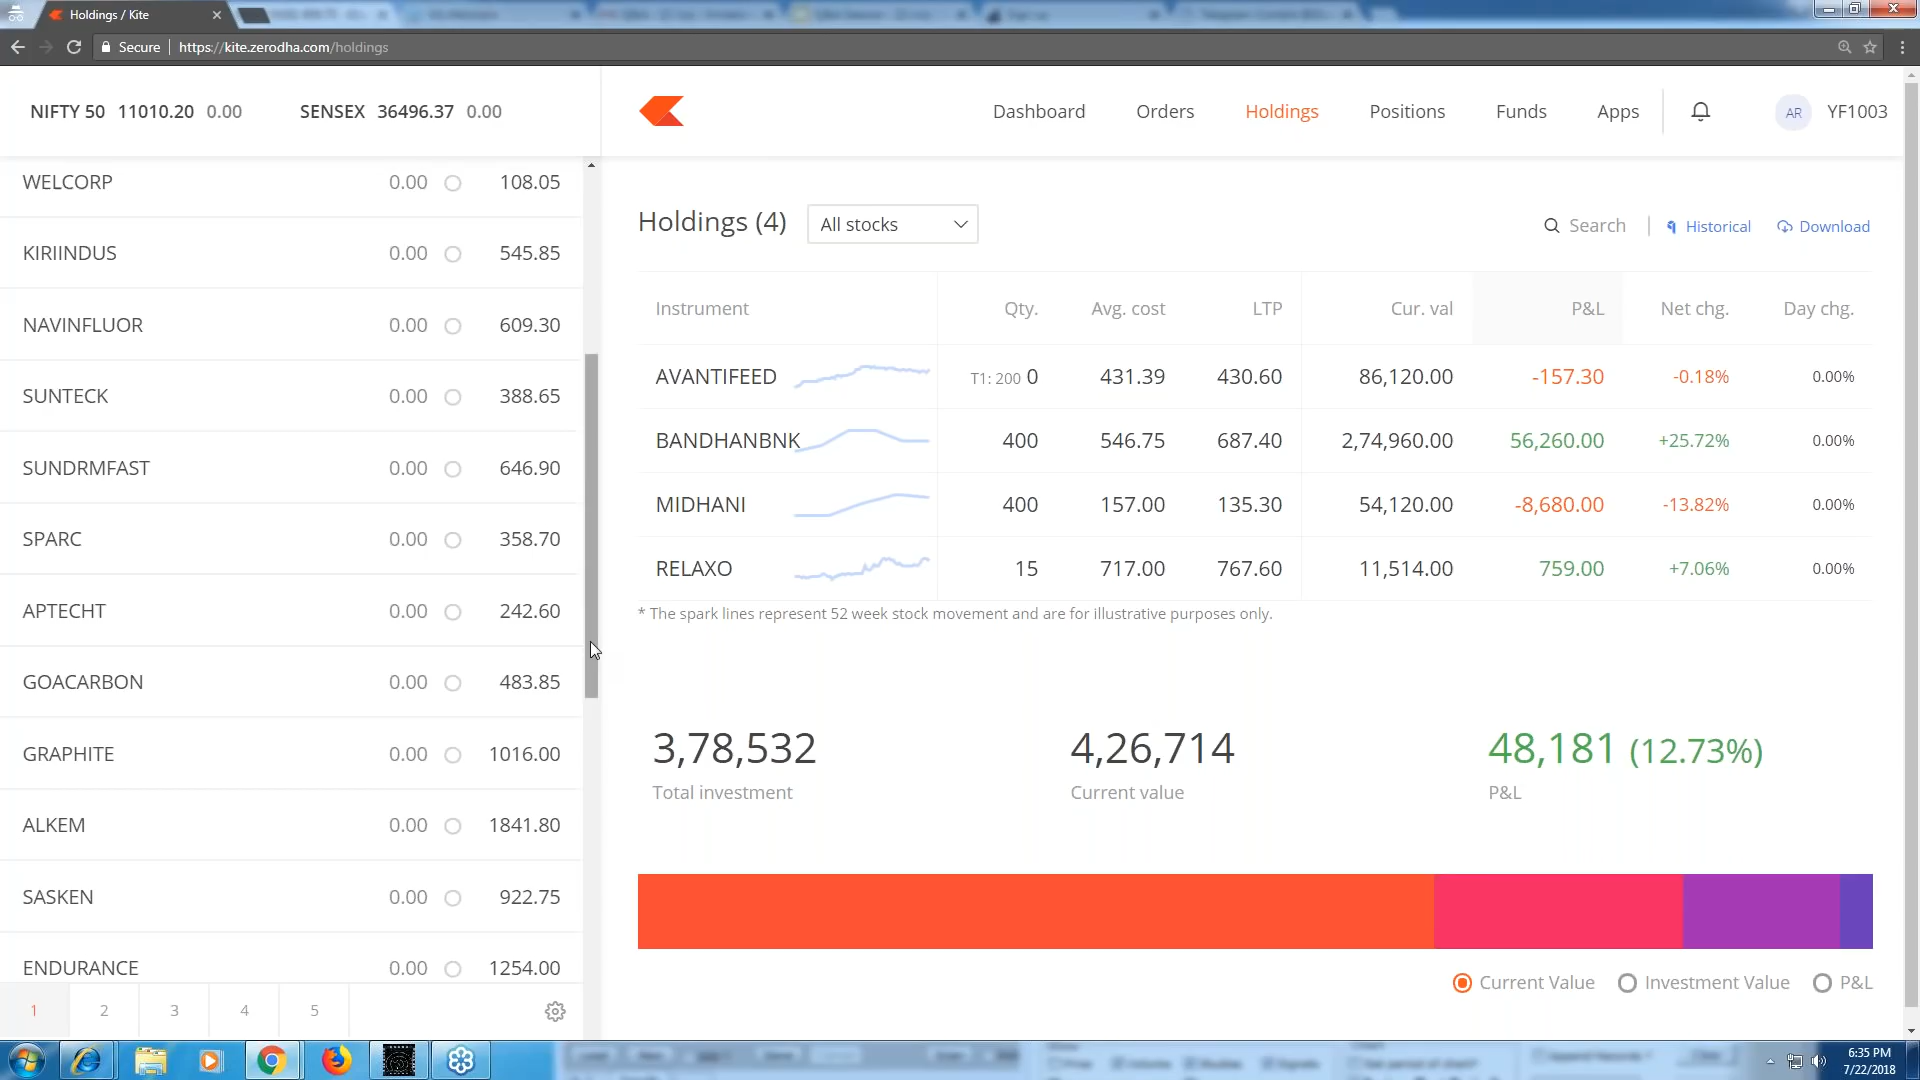 Holdings / Kite
Secure https://kite.zerodha.com/holdings
NIFTY 50 11010.20 0.00 SENSEX 36496.37 0.00
Dashboard Orders Holdings Positions Funds Apps AR YF1003
WELCORP 0.00 108.05
KIRIINDUS 0.00 545.85
NAVINFLUOR 0.00 609.30
SUNTECK 0.00 388.65
SUNDRMFAST 0.00 646.90
SPARC 0.00 358.70
APTECHT 0.00 242.60
GOACARBON 0.00 483.85
GRAPHITE 0.00 1016.00
ALKEM 0.00 1841.80
SASKEN 0.00 922.75
ENDURANCE 0.00 1254.00
1 2 3 4 5
Holdings (4) All stocks Search Historical Download
Instrument Qty. Avg. cost LTP Cur. val P&L Net chg. Day chg.
AVANTIFEED T1: 200 0 431.39 430.60 86,120.00 -157.30 -0.18% 0.00%
BANDHANBNK 400 546.75 687.40 2,74,960.00 56,260.00 +25.72% 0.00%
MIDHANI 400 157.00 135.30 54,120.00 -8,680.00 -13.82% 0.00%
RELAXO 15 717.00 767.60 11,514.00 759.00 +7.06% 0.00%
* The spark lines represent 52 week stock movement and are for illustrative purposes only.
3,78,532 4,26,714 48,181 (12.73%)
Total investment Current value P&L
Current Value Investment Value P&L
6:35 PM
7/22/2018